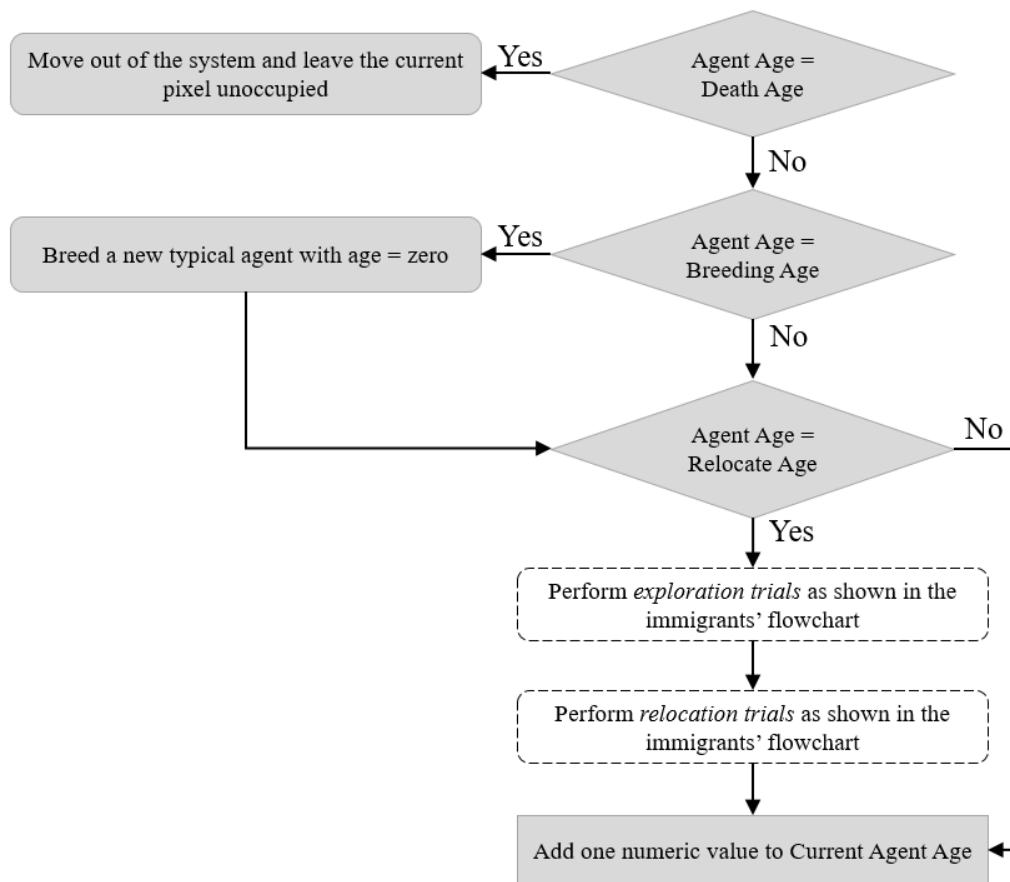 Move out of the system and leave the current
pixel unoccupied
Yes
Agent Age =
Death Age
No
Breed a new typical agent with age = zero
Yes
Agent Age =
Breeding Age
No
Agent Age =
Relocate Age
No
Yes
Perform exploration trials as shown in the
immigrants’ flowchart
Perform relocation trials as shown in the
immigrants’ flowchart
Add one numeric value to Current Agent Age